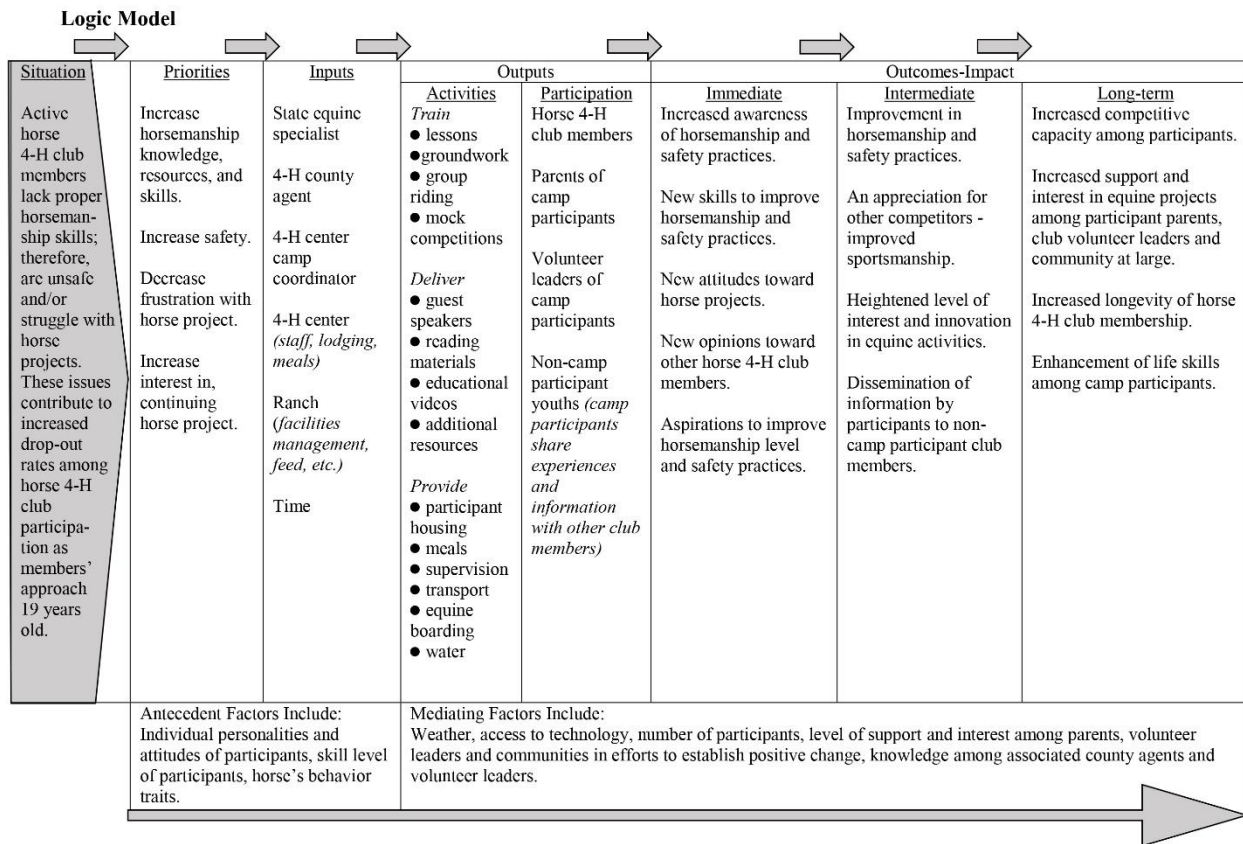 Logic Model
Situation
Active
horse
4-H club
members
lack proper
horseman-
ship skills;
therefore,
are unsafe
and/or
struggle with
horse
projects.
These issues
contribute to
increased
drop-out
rates among
horse 4-H
club
participa-
tion as
members’
approach
19 years
old.
Priorities
Increase
horsemanship
knowledge,
resources, and
skills.
Increase safety.
Decrease
frustration with
horse project.
Increase
interest in,
continuing
horse project.
Inputs
State equine
specialist
4-H county
agent
4-H center
camp
coordinator
4-H center
(staff, lodging,
meals)
Ranch
(facilities
management,
feed, etc.)
Time
Outputs
Activities
Train
● lessons
●groundwork
● group
riding
● mock
competitions
Deliver
● guest
speakers
● reading
materials
● educational
videos
● additional
resources
Provide
● participant
housing
● meals
● supervision
● transport
● equine
boarding
● water
Participation
Horse 4-H
club members
Parents of
camp
participants
Volunteer
leaders of
camp
participants
Non-camp
participant
youths (camp
participants
share
experiences
and
information
with other club
members)
Outcomes-Impact
Immediate
Increased awareness
of horsemanship and
safety practices.
New skills to improve
horsemanship and
safety practices.
New attitudes toward
horse projects.
New opinions toward
other horse 4-H club
members.
Aspirations to improve
horsemanship level
and safety practices.
Intermediate
Improvement in
horsemanship and
safety practices.
An appreciation for
other competitors -
improved
sportsmanship.
Heightened level of
interest and innovation
in equine activities.
Dissemination of
information by
participants to non-
camp participant club
members.
Long-term
Increased competitive
capacity among participants.
Increased support and
interest in equine projects
among participant parents,
club volunteer leaders and
community at large.
Increased longevity of horse
4-H club membership.
Enhancement of life skills
among camp participants.
Antecedent Factors Include:
Individual personalities and
attitudes of participants, skill level
of participants, horse’s behavior
traits.
Mediating Factors Include:
Weather, access to technology, number of participants, level of support and interest among parents, volunteer
leaders and communities in efforts to establish positive change, knowledge among associated county agents and
volunteer leaders.